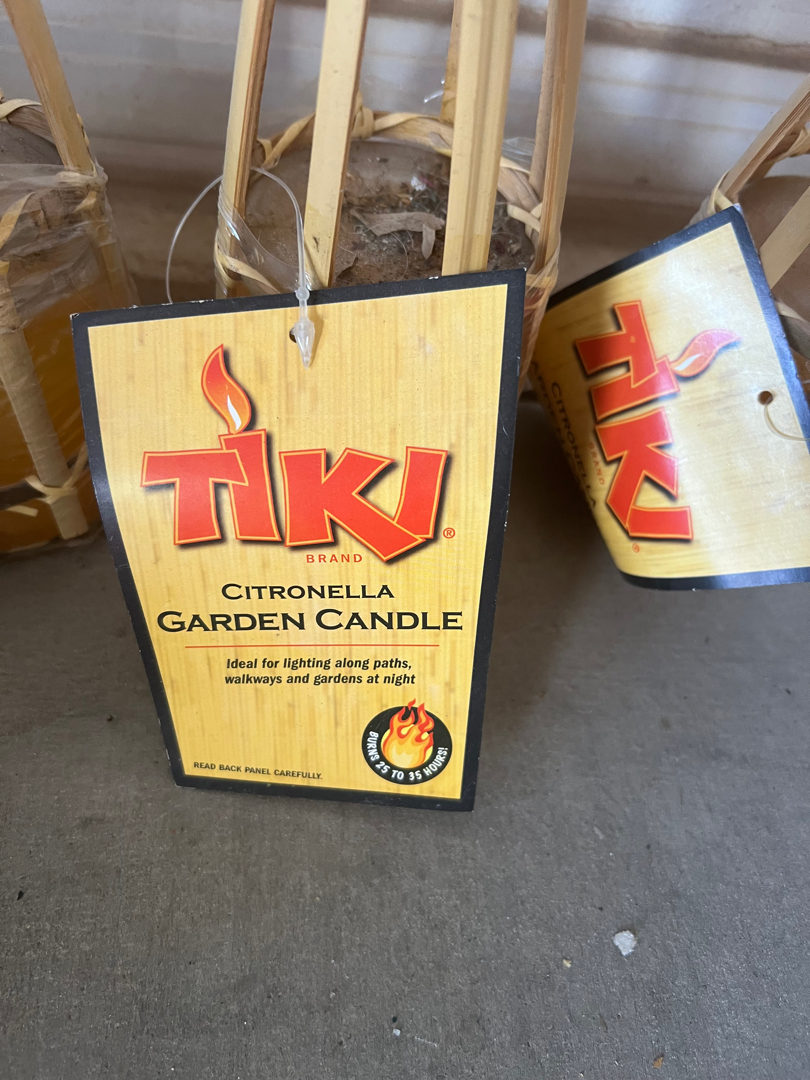 TIKI®
BRAND
CITRONELLA
GARDEN CANDLE
Ideal for lighting along paths,
walkways and gardens at night
READ BACK PANEL CAREFULLY.
BURNS 25 TO 35 HOURS!
TIKI®
BRAND
CITRONELLA